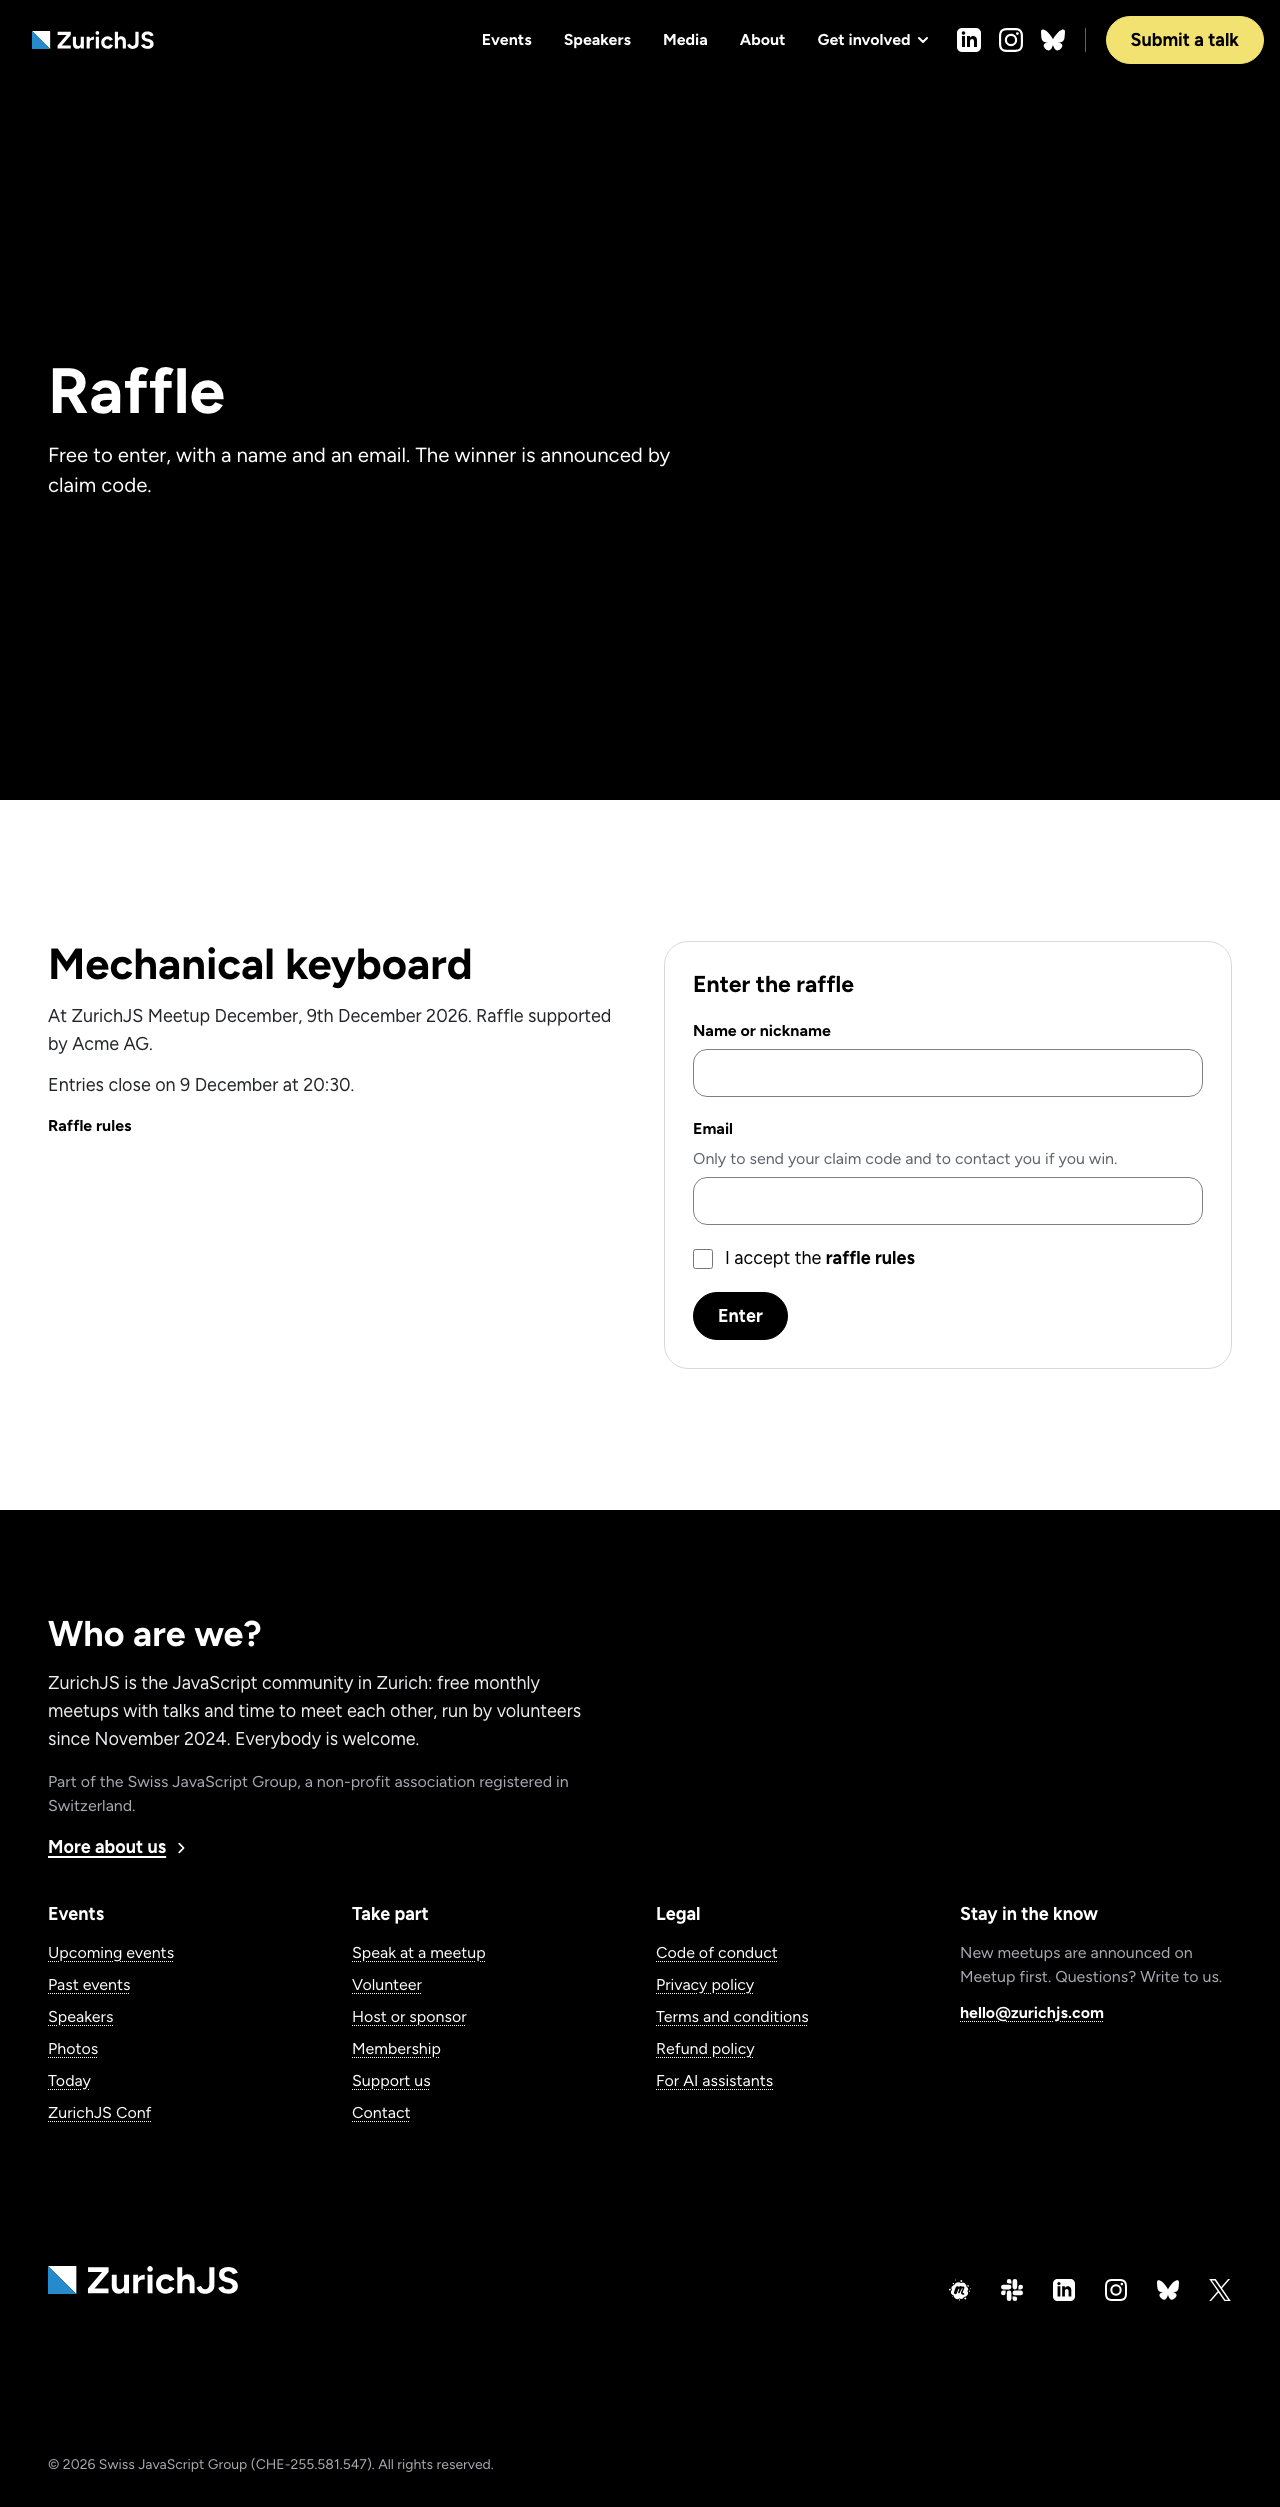 ZurichJS
Events
Speakers
Media
About
Get involved
Submit a talk
Raffle
Free to enter, with a name and an email. The winner is announced by
claim code.
Mechanical keyboard
At ZurichJS Meetup December, 9th December 2026. Raffle supported
by Acme AG.
Entries close on 9 December at 20:30.
Raffle rules
Enter the raffle
Name or nickname
Email
Only to send your claim code and to contact you if you win.
I accept the raffle rules
Enter
Who are we?
ZurichJS is the JavaScript community in Zurich: free monthly
meetups with talks and time to meet each other, run by volunteers
since November 2024. Everybody is welcome.
Part of the Swiss JavaScript Group, a non-profit association registered in
Switzerland.
More about us
Events
Upcoming events
Past events
Speakers
Photos
Today
ZurichJS Conf
Take part
Speak at a meetup
Volunteer
Host or sponsor
Membership
Support us
Contact
Legal
Code of conduct
Privacy policy
Terms and conditions
Refund policy
For AI assistants
Stay in the know
New meetups are announced on
Meetup first. Questions? Write to us.
hello@zurichjs.com
ZurichJS
© 2026 Swiss JavaScript Group (CHE-255.581.547). All rights reserved.